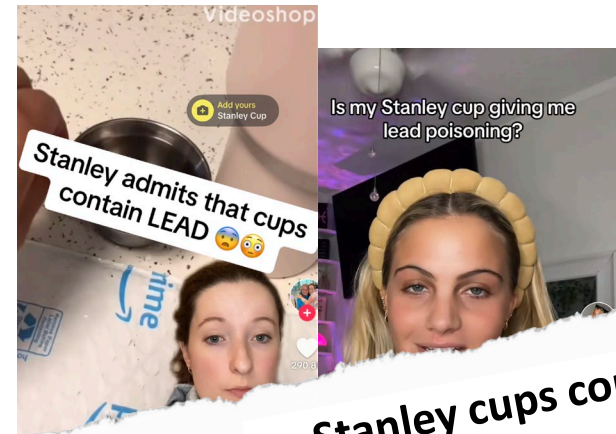 Videoshop
Add yours
Stanley Cup
Stanley admits that cups
contain LEAD 😨😳
Is my Stanley cup giving me
lead poisoning?
Stanley cups co